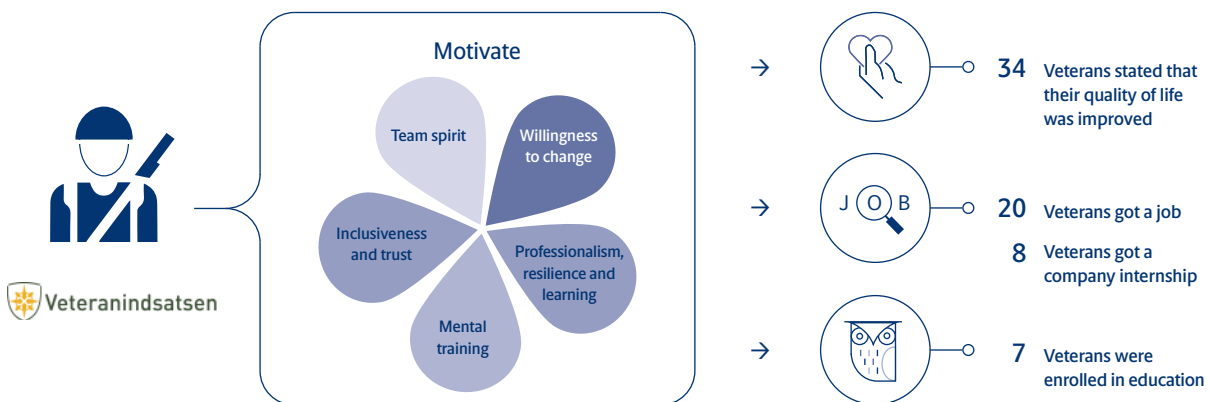 Motivate
Team spirit
Willingness
to change
Inclusiveness
and trust
Professionalism,
resilience and
learning
Mental
training
Veteranindsatsen
34 Veterans stated that
their quality of life
was improved
JOB
20 Veterans got a job
8 Veterans got a
company internship
7 Veterans were
enrolled in education